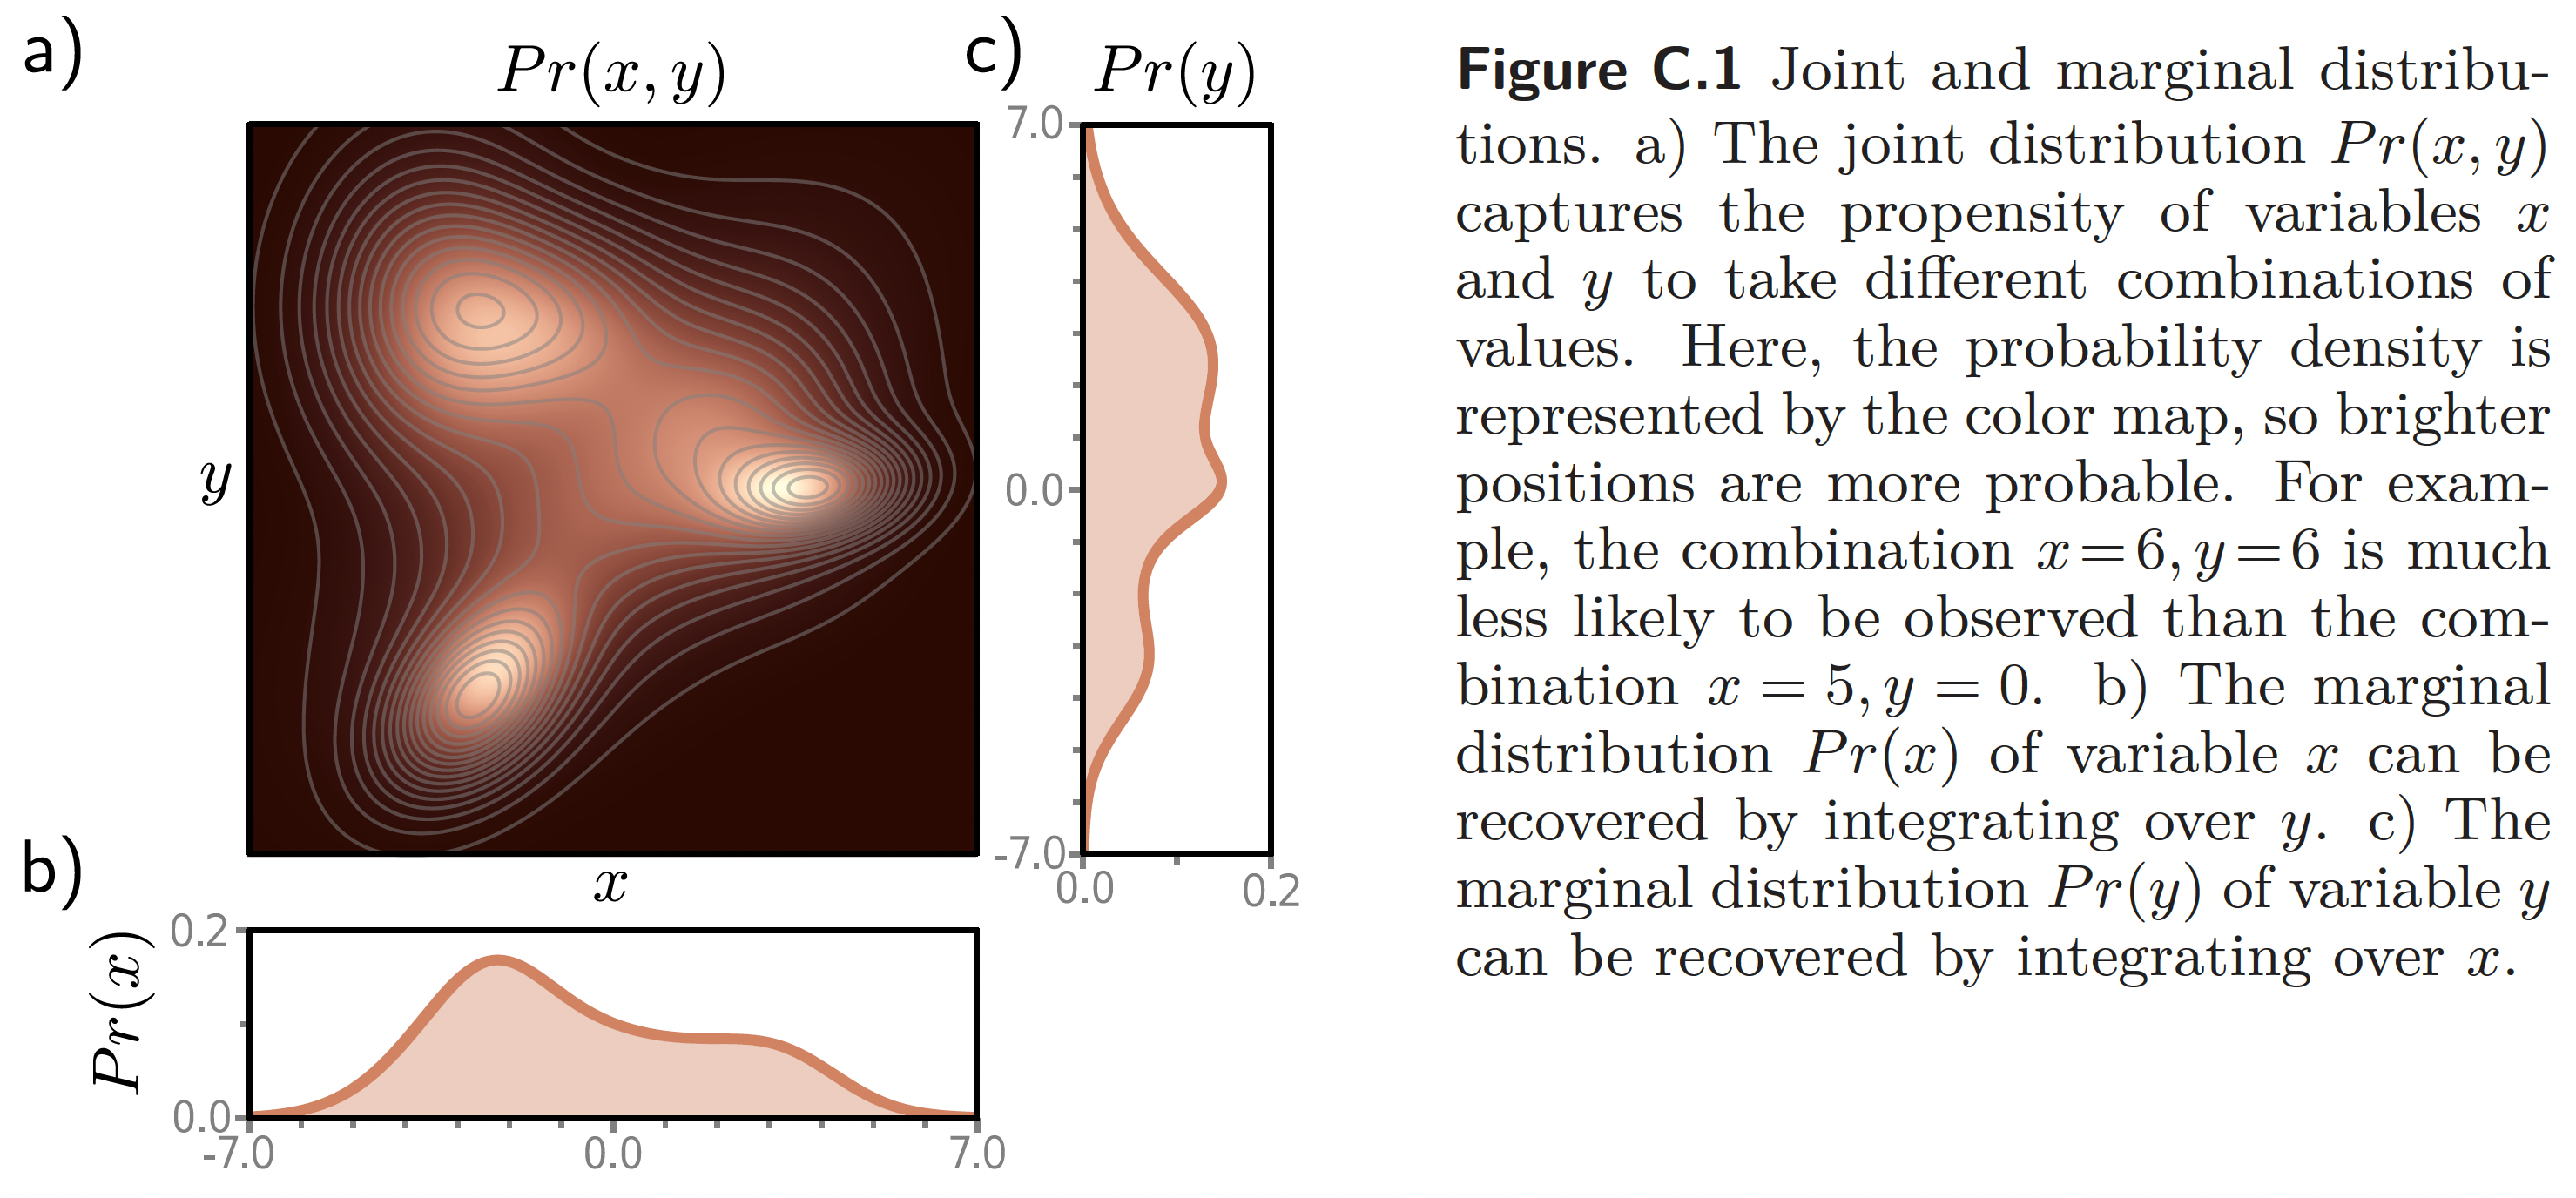 a)
Pr(x, y)
y
x
c)
Pr(y)
7.0
0.0
-7.0
0.0
0.2
b)
Pr(x)
0.2
0.0
-7.0
0.0
7.0
Figure C.1 Joint and marginal distribu-
tions. a) The joint distribution Pr(x, y)
captures the propensity of variables x
and y to take different combinations of
values. Here, the probability density is
represented by the color map, so brighter
positions are more probable. For exam-
ple, the combination x=6, y=6 is much
less likely to be observed than the com-
bination x = 5, y = 0. b) The marginal
distribution Pr(x) of variable x can be
recovered by integrating over y. c) The
marginal distribution Pr(y) of variable y
can be recovered by integrating over x.